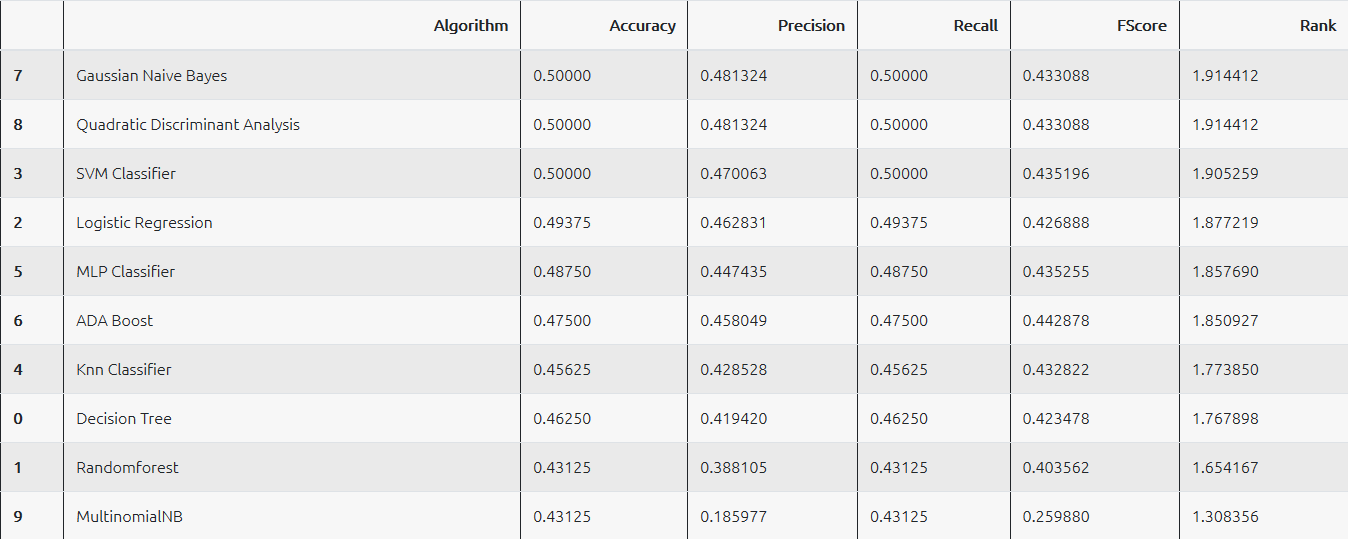 Algorithm Accuracy Precision Recall FScore Rank
7 Gaussian Naive Bayes 0.50000 0.481324 0.50000 0.433088 1.914412
8 Quadratic Discriminant Analysis 0.50000 0.481324 0.50000 0.433088 1.914412
3 SVM Classifier 0.50000 0.470063 0.50000 0.435196 1.905259
2 Logistic Regression 0.49375 0.462831 0.49375 0.426888 1.877219
5 MLP Classifier 0.48750 0.447435 0.48750 0.435255 1.857690
6 ADA Boost 0.47500 0.458049 0.47500 0.442878 1.850927
4 Knn Classifier 0.45625 0.428528 0.45625 0.432822 1.773850
0 Decision Tree 0.46250 0.419420 0.46250 0.423478 1.767898
1 Randomforest 0.43125 0.388105 0.43125 0.403562 1.654167
9 MultinomialNB 0.43125 0.185977 0.43125 0.259880 1.308356